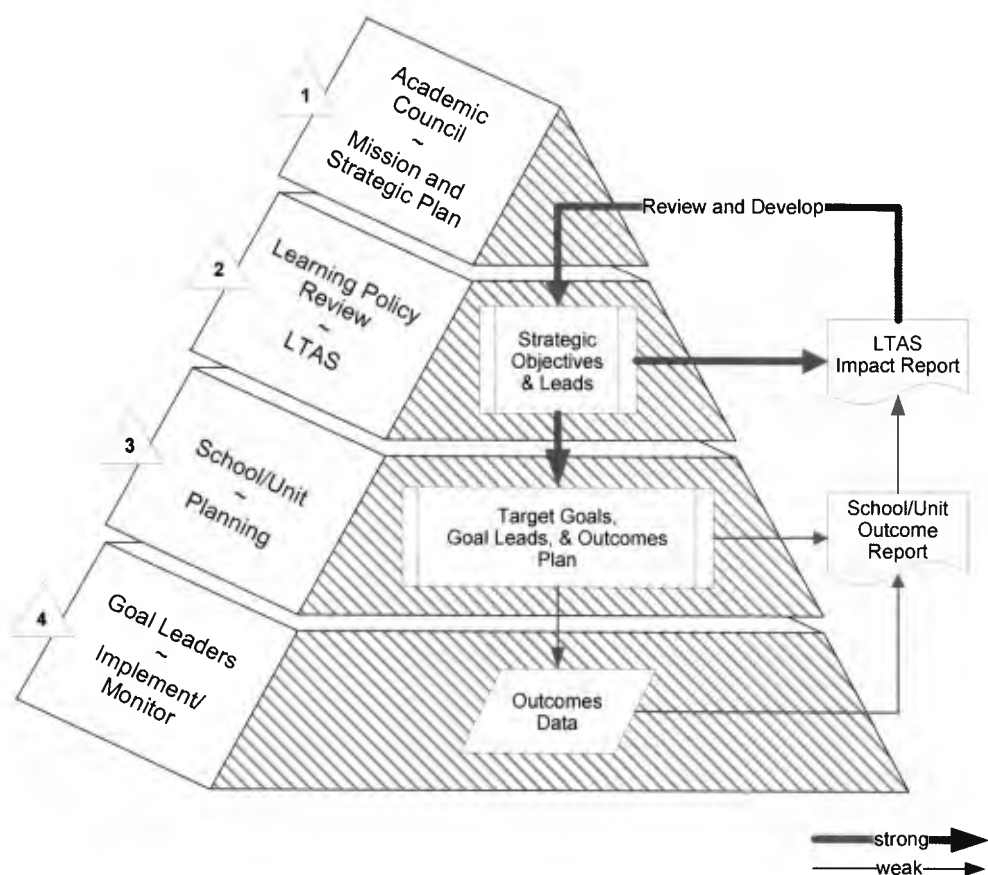 1
Academic
Council
~
Mission and
Strategic Plan
2
Learning Policy
Review
~
LTAS
3
School/Unit
~
Planning
4
Goal Leaders
~
Implement/
Monitor
Review and Develop
Strategic
Objectives
& Leads
LTAS
Impact Report
Target Goals,
Goal Leads, & Outcomes
Plan
School/Unit
Outcome
Report
Outcomes
Data
strong
weak